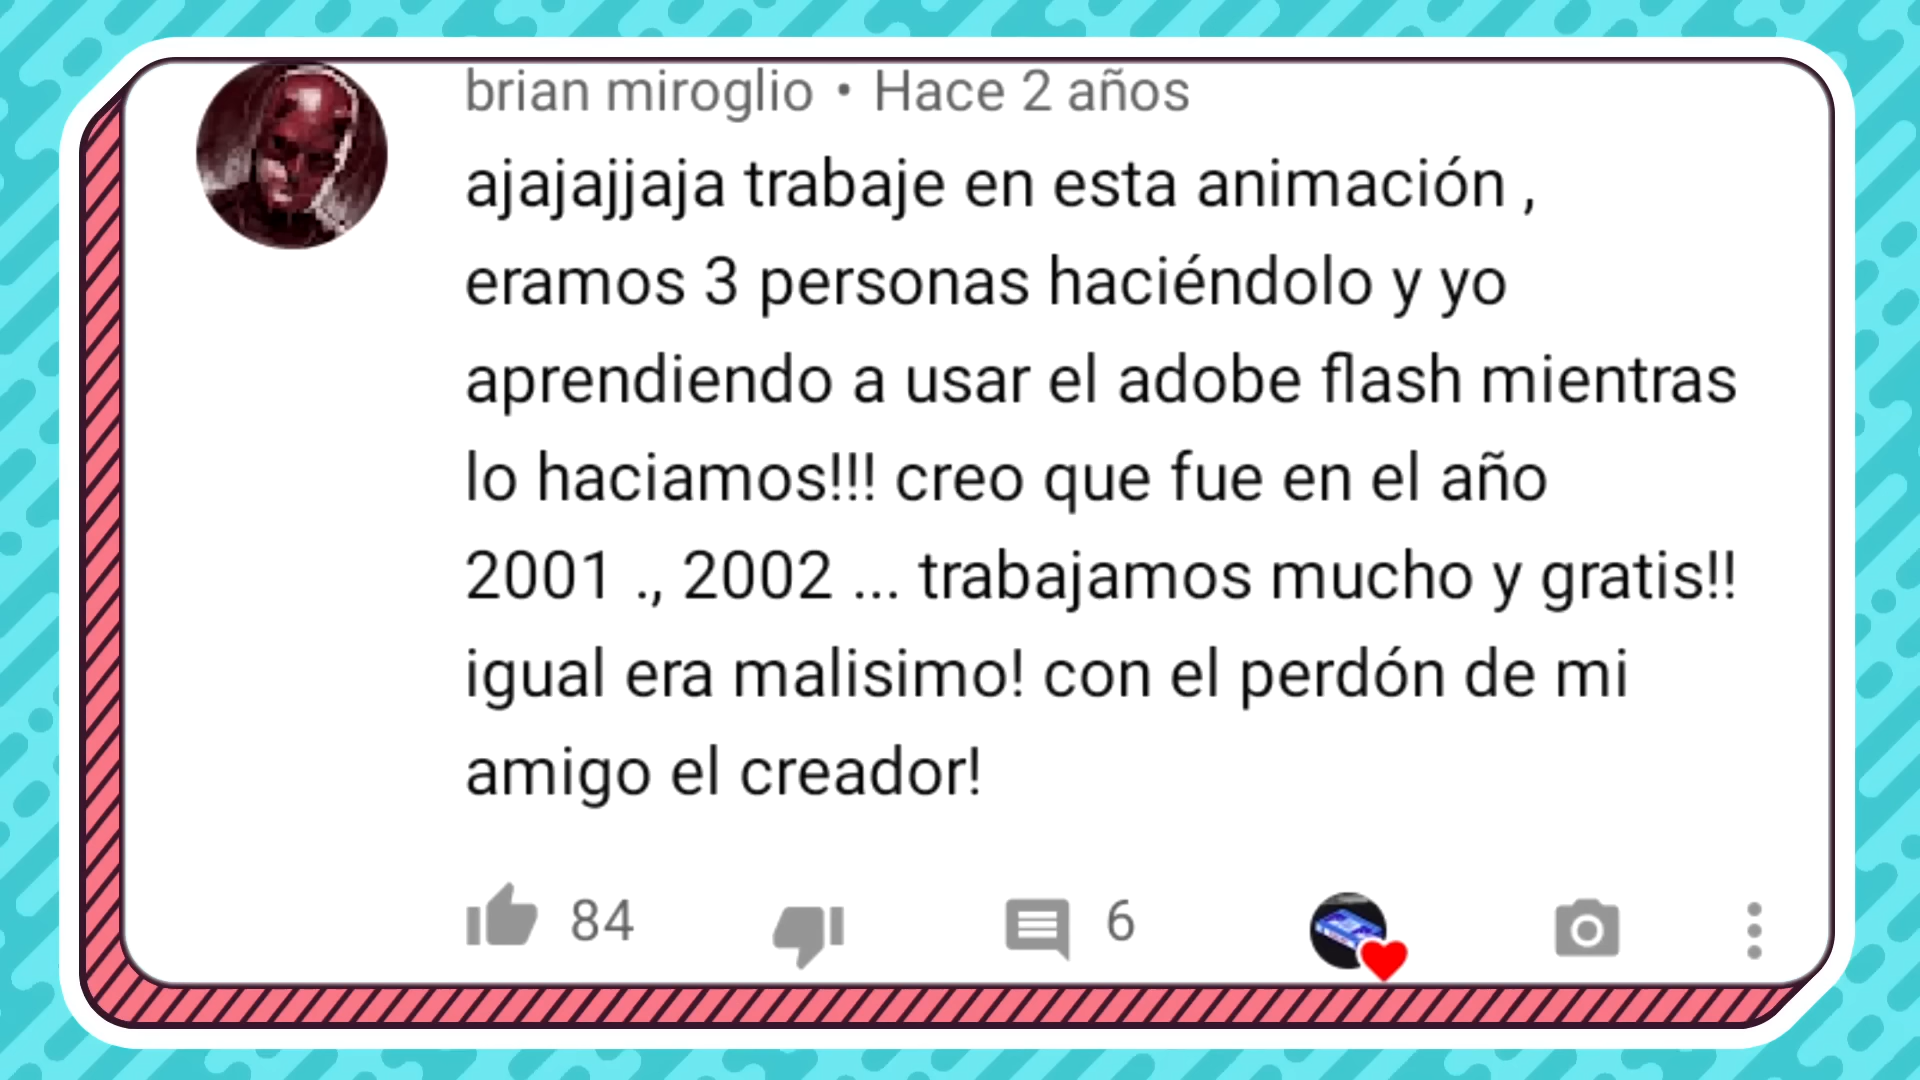 brian miroglio • Hace 2 años
ajajajjaja trabaje en esta animación ,
eramos 3 personas haciéndolo y yo
aprendiendo a usar el adobe flash mientras
lo haciamos!!! creo que fue en el año
2001 ., 2002 ... trabajamos mucho y gratis!!
igual era malisimo! con el perdón de mi
amigo el creador!
84 6